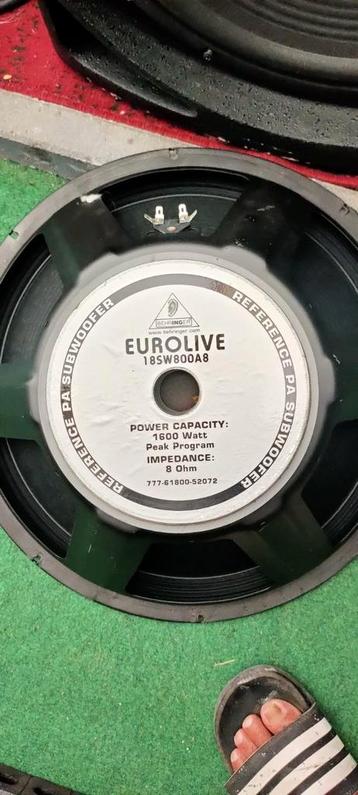 BEHRINGER
www.behringer.com
EUROLIVE
18SW800A8
REFERENCE PA SUBWOOFER
REFERENCE PA SUBWOOFER
POWER CAPACITY:
1600 Watt
Peak Program
IMPEDANCE:
8 Ohm
777-61800-52072